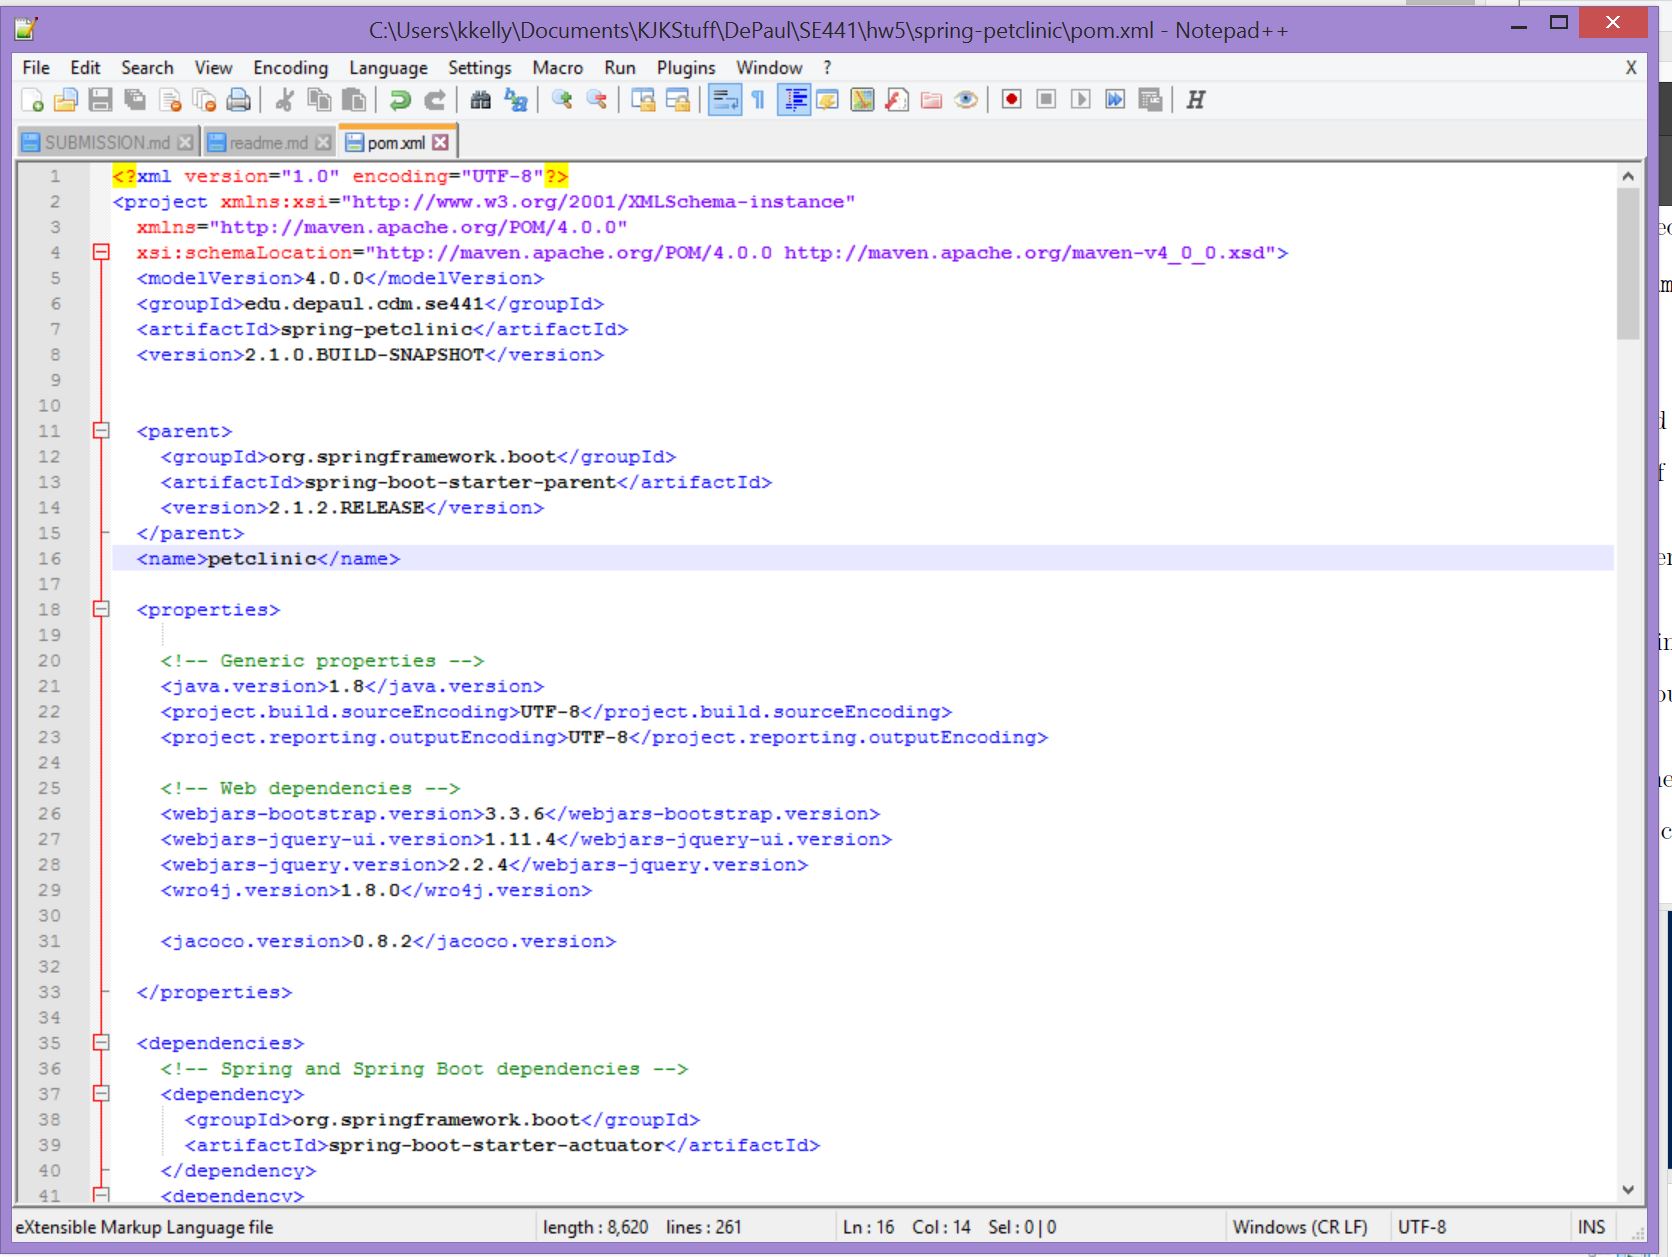 C:\Users\kkelly\Documents\KJKStuff\DePaul\SE441\hw5\spring-petclinic\pom.xml - Notepad++
File Edit Search View Encoding Language Settings Macro Run Plugins Window ? X
SUBMISSION.md readme.md pom.xml
1 <?xml version="1.0" encoding="UTF-8"?>
2 <project xmlns:xsi="http://www.w3.org/2001/XMLSchema-instance"
3 xmlns="http://maven.apache.org/POM/4.0.0"
4 xsi:schemaLocation="http://maven.apache.org/POM/4.0.0 http://maven.apache.org/maven-v4_0_0.xsd">
5 <modelVersion>4.0.0</modelVersion>
6 <groupId>edu.depaul.cdm.se441</groupId>
7 <artifactId>spring-petclinic</artifactId>
8 <version>2.1.0.BUILD-SNAPSHOT</version>
9
10
11 <parent>
12 <groupId>org.springframework.boot</groupId>
13 <artifactId>spring-boot-starter-parent</artifactId>
14 <version>2.1.2.RELEASE</version>
15 </parent>
16 <name>petclinic</name>
17
18 <properties>
19
20 <!-- Generic properties -->
21 <java.version>1.8</java.version>
22 <project.build.sourceEncoding>UTF-8</project.build.sourceEncoding>
23 <project.reporting.outputEncoding>UTF-8</project.reporting.outputEncoding>
24
25 <!-- Web dependencies -->
26 <webjars-bootstrap.version>3.3.6</webjars-bootstrap.version>
27 <webjars-jquery-ui.version>1.11.4</webjars-jquery-ui.version>
28 <webjars-jquery.version>2.2.4</webjars-jquery.version>
29 <wro4j.version>1.8.0</wro4j.version>
30
31 <jacoco.version>0.8.2</jacoco.version>
32
33 </properties>
34
35 <dependencies>
36 <!-- Spring and Spring Boot dependencies -->
37 <dependency>
38 <groupId>org.springframework.boot</groupId>
39 <artifactId>spring-boot-starter-actuator</artifactId>
40 </dependency>
41 <dependency>
eXtensible Markup Language file length : 8,620 lines : 261 Ln : 16 Col : 14 Sel : 0 | 0 Windows (CR LF) UTF-8 INS